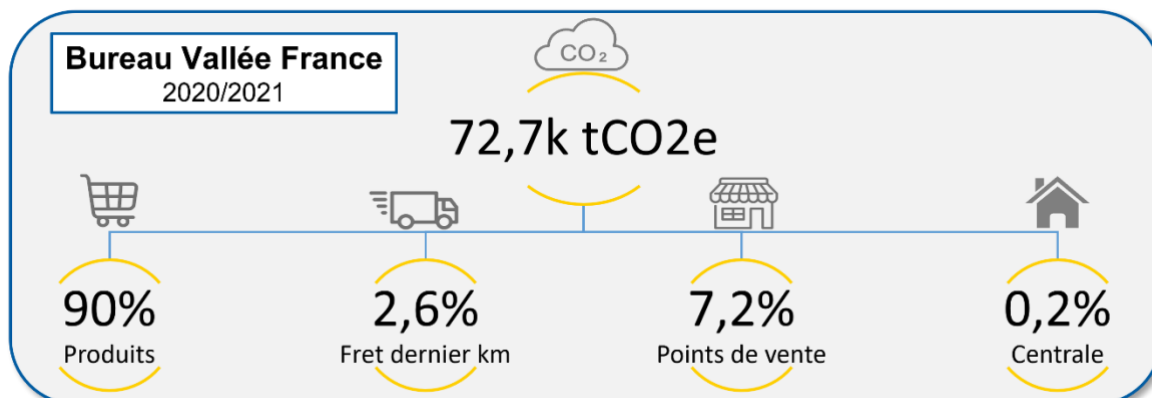 Bureau Vallée France
2020/2021
CO₂
72,7k tCO2e
90%
Produits
2,6%
Fret dernier km
7,2%
Points de vente
0,2%
Centrale